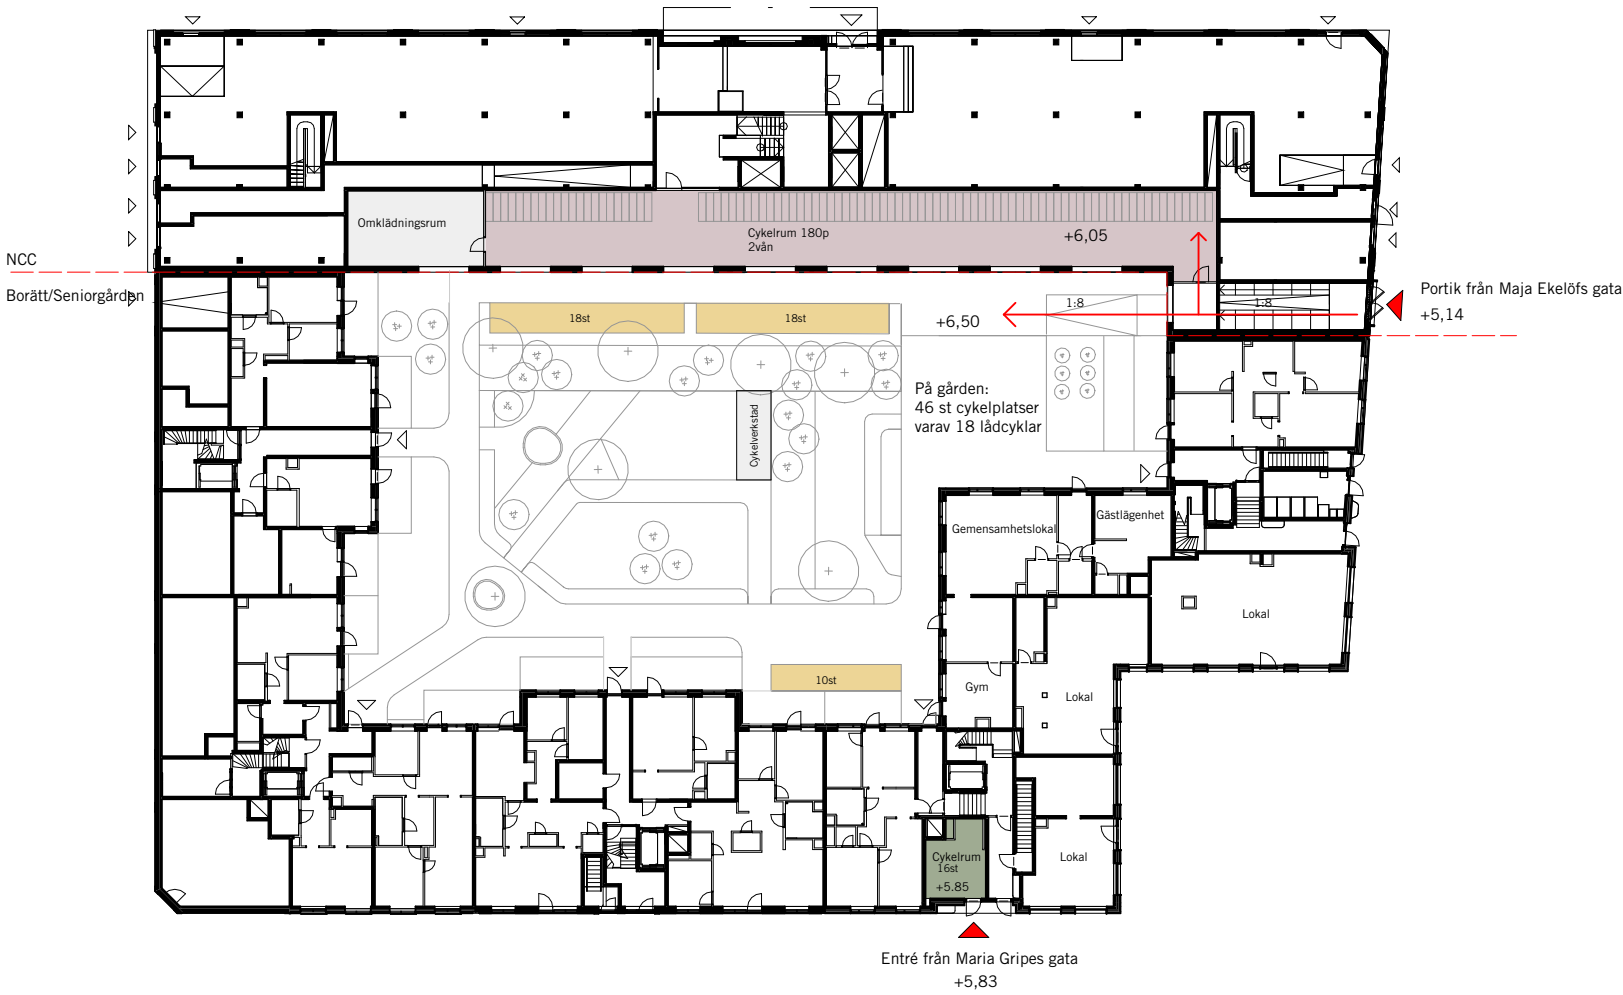 Omklädningsrum
Cykelrum 180p
2vån
+6,05
NCC
Borätt/Seniorgården
18st
18st
+6,50
1:8
1:8
Portik från Maja Ekelöfs gata
+5,14
På gården:
46 st cykelplatser
varav 18 lådcyklar
Cykelverkstad
Gemensamhetslokal
Gästlägenhet
Lokal
10st
Gym
Lokal
Cykelrum
16st
+5.85
Lokal
Entré från Maria Gripes gata
+5,83